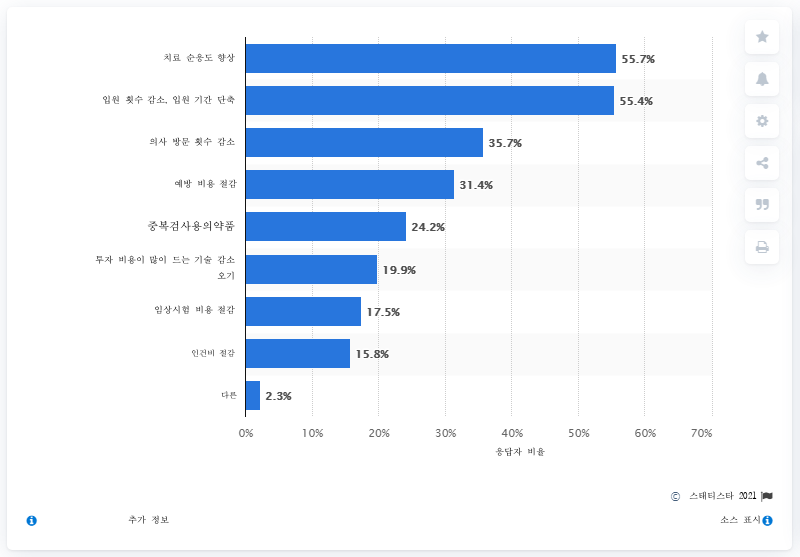 치료 순응도 향상
55.7%
입원 횟수 감소, 입원 기간 단축
55.4%
의사 방문 횟수 감소
35.7%
예방 비용 절감
31.4%
중복검사용의약품
24.2%
투자 비용이 많이 드는 기술 감소
오기
19.9%
임상시험 비용 절감
17.5%
인건비 절감
15.8%
다른
2.3%
0% 10% 20% 30% 40% 50% 60% 70%
응답자 비율
© 스태티스타 2021
추가 정보
소스 표시